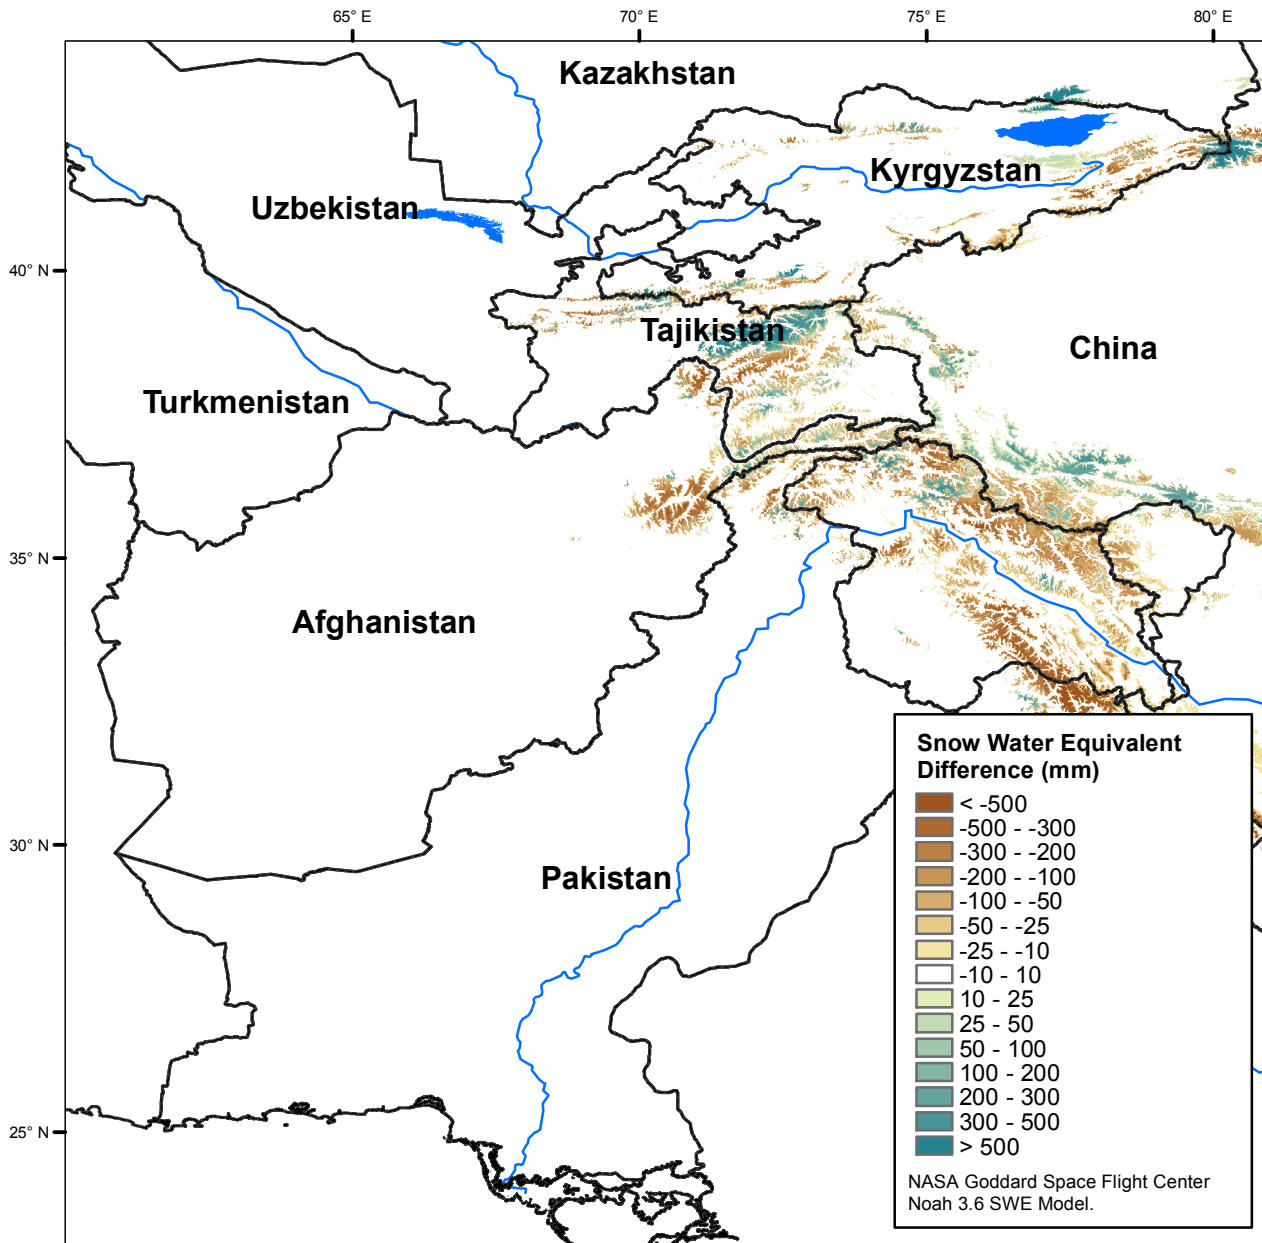 65° E
70° E
75° E
80° E
40° N
35° N
30° N
25° N
Kazakhstan
Kyrgyzstan
Uzbekistan
Tajikistan
China
Turkmenistan
Afghanistan
Pakistan
Snow Water Equivalent
Difference (mm)
< -500
-500 - -300
-300 - -200
-200 - -100
-100 - -50
-50 - -25
-25 - -10
-10 - 10
10 - 25
25 - 50
50 - 100
100 - 200
200 - 300
300 - 500
> 500
NASA Goddard Space Flight Center
Noah 3.6 SWE Model.